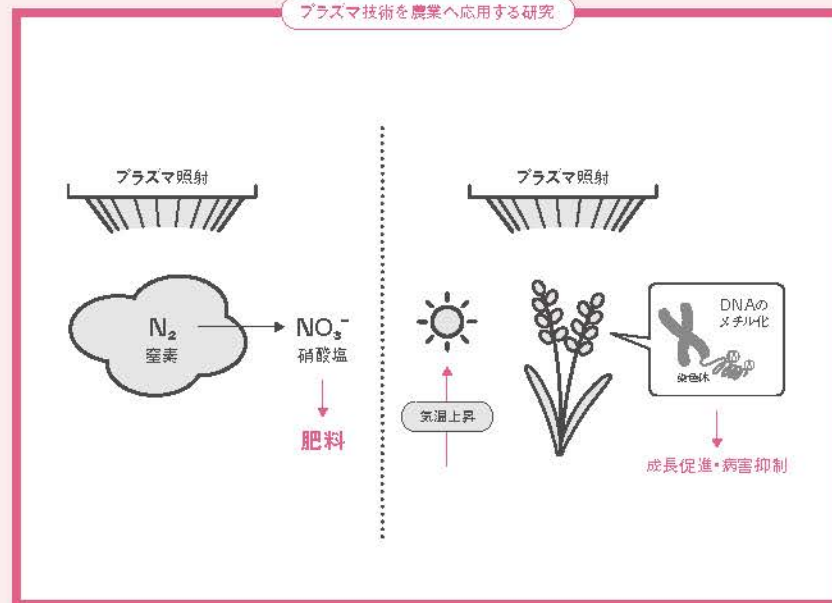 プラズマ技術を農業へ応用する研究
プラズマ照射
N₂
窒素
NO₃⁻
硝酸塩
肥料
プラズマ照射
気温上昇
DNAの
メチル化
染色体
成長促進・病害抑制